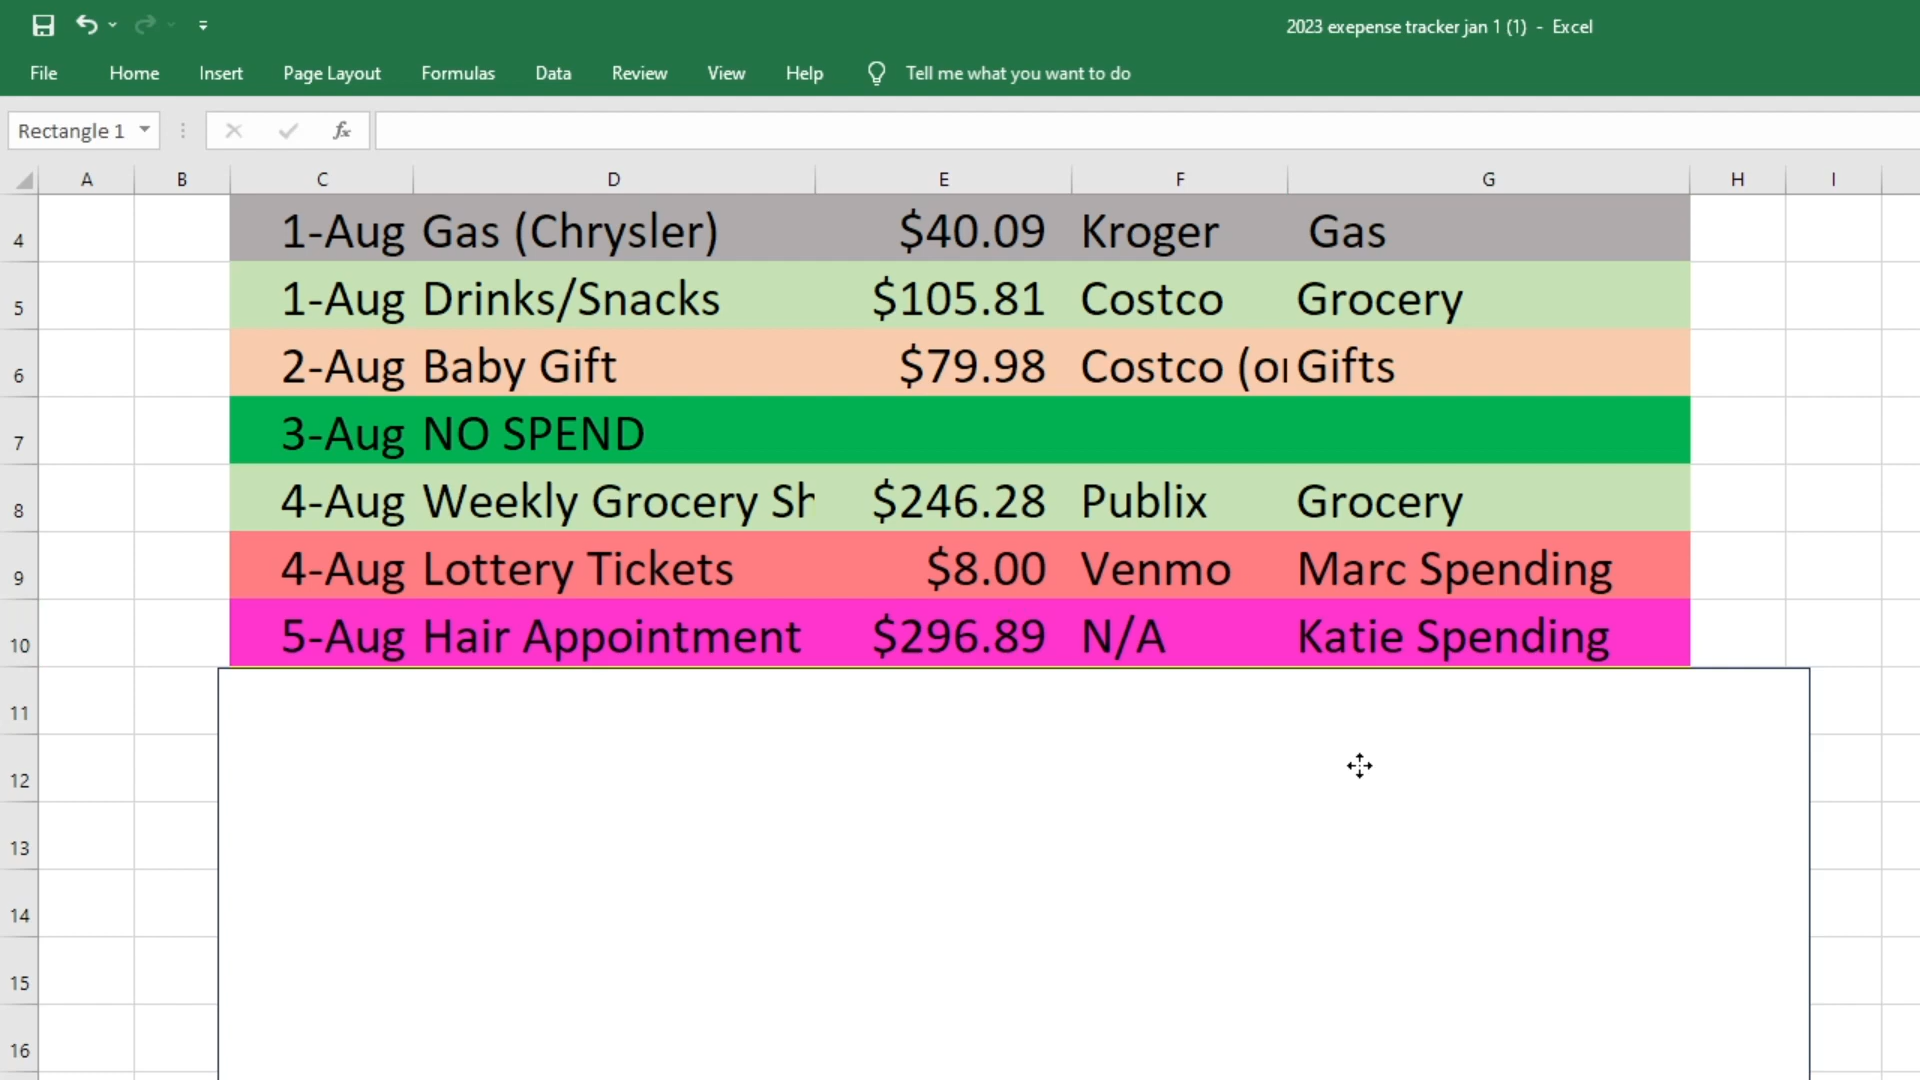 2023 exepense tracker jan 1 (1) - Excel
File Home Insert Page Layout Formulas Data Review View Help Tell me what you want to do
Rectangle 1 fx
A B C D E F G H I
4 1-Aug Gas (Chrysler) $40.09 Kroger Gas
5 1-Aug Drinks/Snacks $105.81 Costco Grocery
6 2-Aug Baby Gift $79.98 Costco (or Gifts
7 3-Aug NO SPEND
8 4-Aug Weekly Grocery Sh $246.28 Publix Grocery
9 4-Aug Lottery Tickets $8.00 Venmo Marc Spending
10 5-Aug Hair Appointment $296.89 N/A Katie Spending
11
12
13
14
15
16